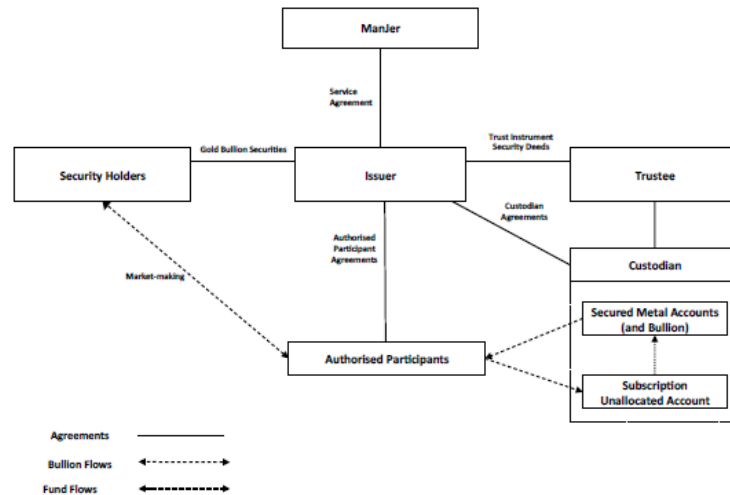 ManJer
Service
Agreement
Gold Bullion Securities
Trust Instrument
Security Deeds
Security Holders
Issuer
Trustee
Custodian
Agreements
Authorised
Participant
Agreements
Custodian
Market-making
Secured Metal Accounts
(and Bullion)
Authorised Participants
Subscription
Unallocated Account
Agreements
Bullion Flows
Fund Flows